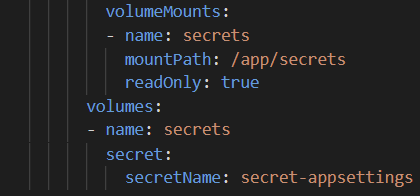 volumeMounts:
- name: secrets
mountPath: /app/secrets
readOnly: true
volumes:
- name: secrets
secret:
secretName: secret-appsettings